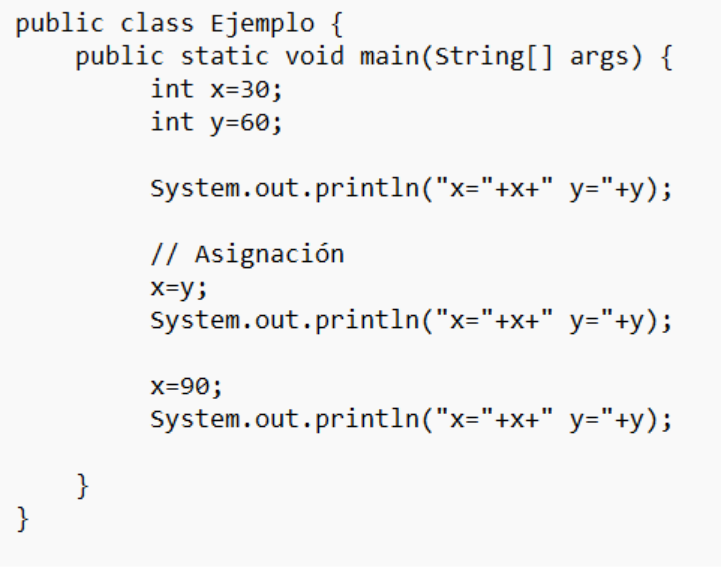 public class Ejemplo {
    public static void main(String[] args) {
        int x=30;
        int y=60;

        System.out.println("x="+x+" y="+y);

        // Asignación
        x=y;
        System.out.println("x="+x+" y="+y);

        x=90;
        System.out.println("x="+x+" y="+y);

    }
}